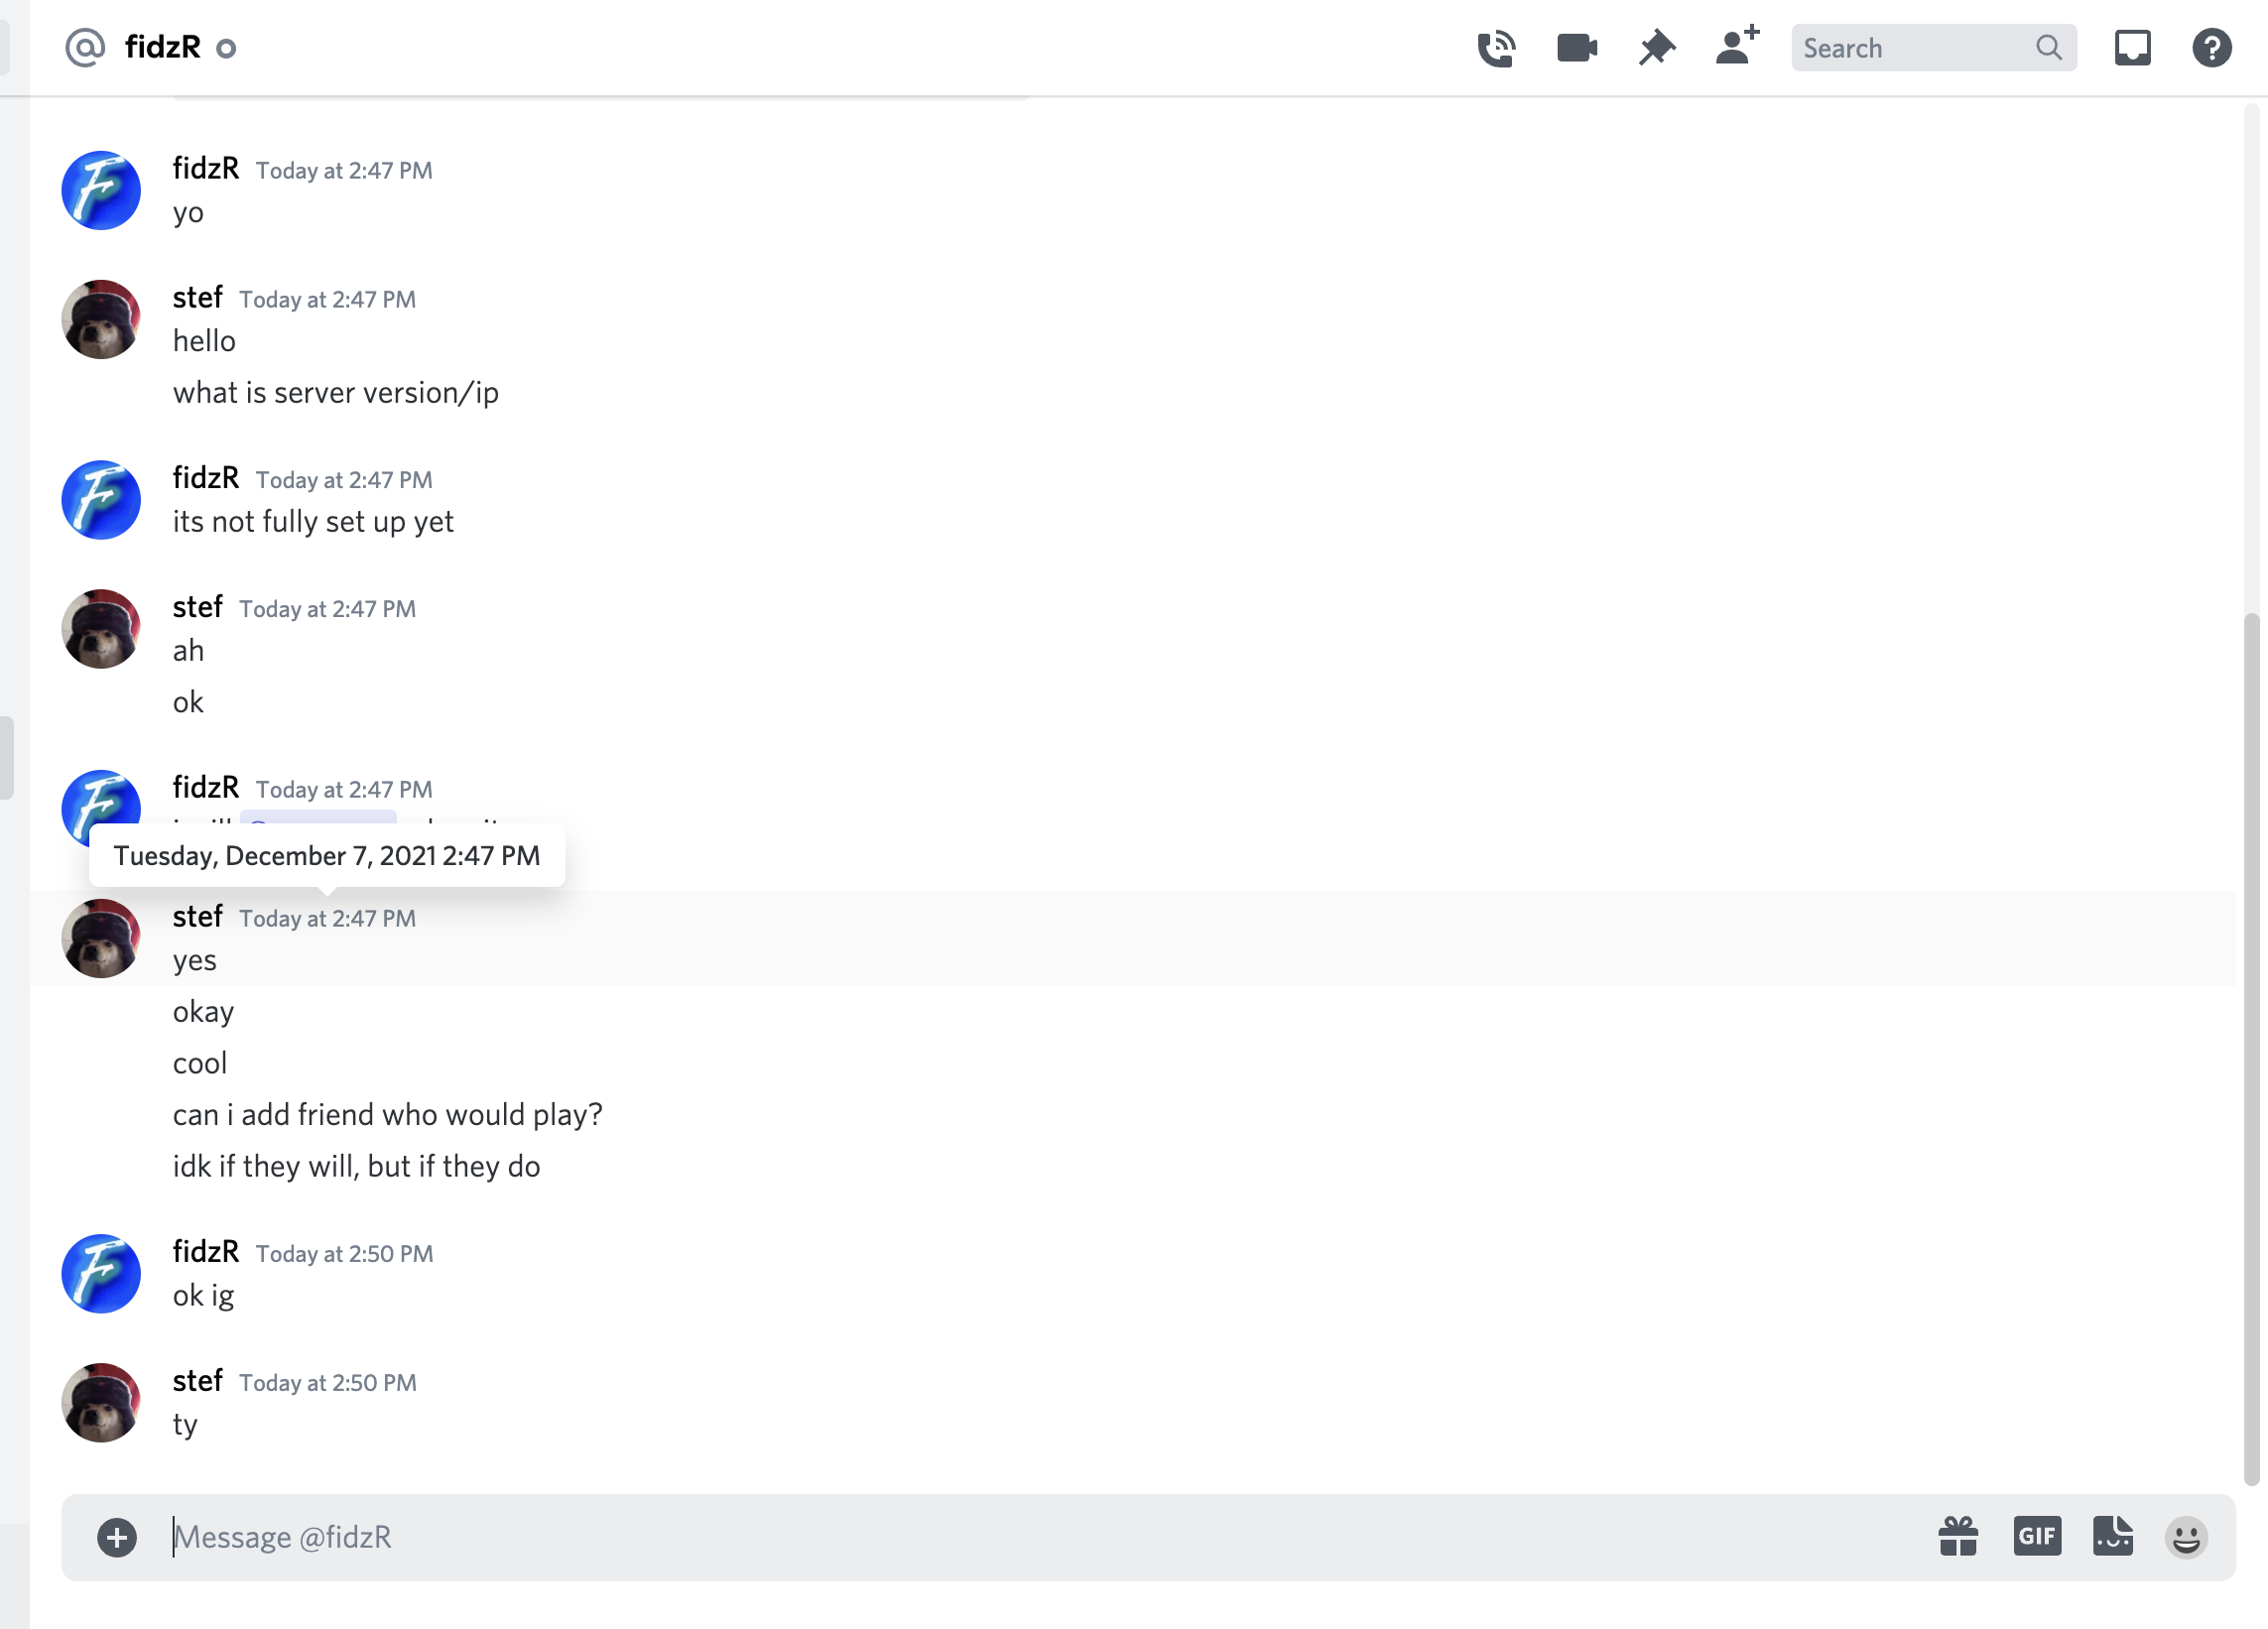 fidzR
Search
fidzR Today at 2:47 PM
yo
stef Today at 2:47 PM
hello
what is server version/ip
fidzR Today at 2:47 PM
its not fully set up yet
stef Today at 2:47 PM
ah
ok
fidzR Today at 2:47 PM
Tuesday, December 7, 2021 2:47 PM
stef Today at 2:47 PM
yes
okay
cool
can i add friend who would play?
idk if they will, but if they do
fidzR Today at 2:50 PM
ok ig
stef Today at 2:50 PM
ty
Message @fidzR
GIF